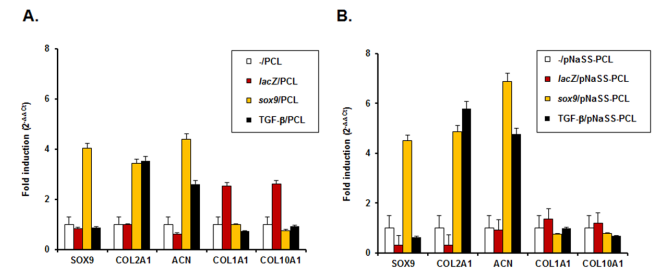 A.
Fold induction (2-ΔΔCt)
8
6
4
2
0
-/PCL
lacZ/PCL
sox9/PCL
TGF-β/PCL
SOX9 COL2A1 ACN COL1A1 COL10A1
B.
Fold induction (2-ΔΔCt)
8
6
4
2
0
-/pNaSS-PCL
lacZ/pNaSS-PCL
sox9/pNaSS-PCL
TGF-β/pNaSS-PCL
SOX9 COL2A1 ACN COL1A1 COL10A1